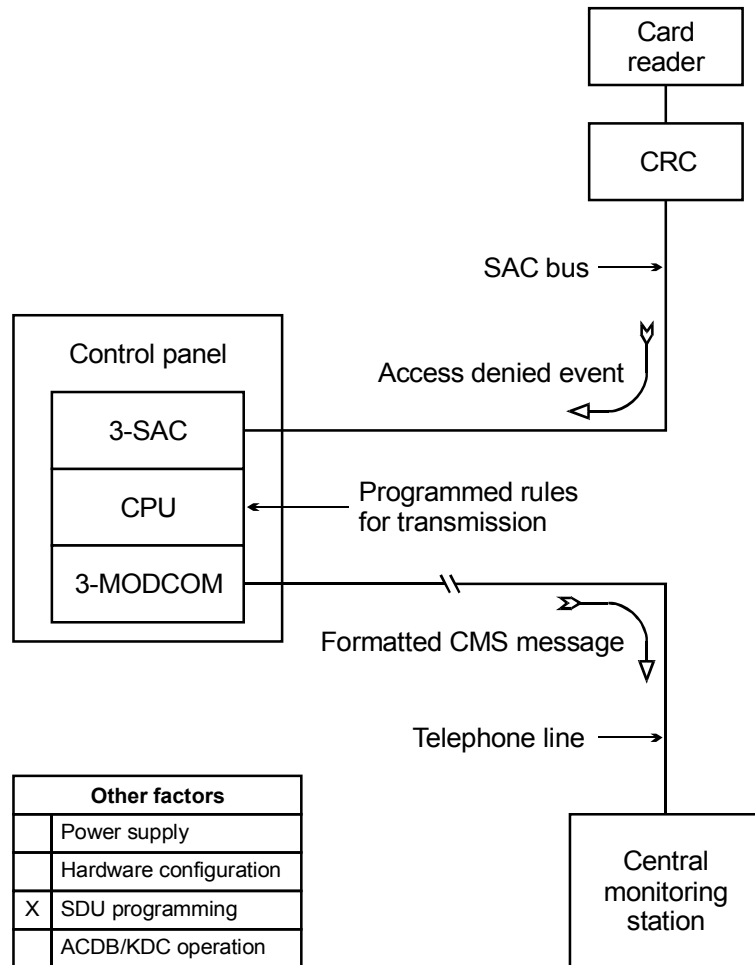 Card
reader
CRC
SAC bus
Control panel
Access denied event
3-SAC
CPU
Programmed rules
for transmission
3-MODCOM
Formatted CMS message
Telephone line
Other factors
Power supply
Hardware configuration
X SDU programming
ACDB/KDC operation
Central
monitoring
station